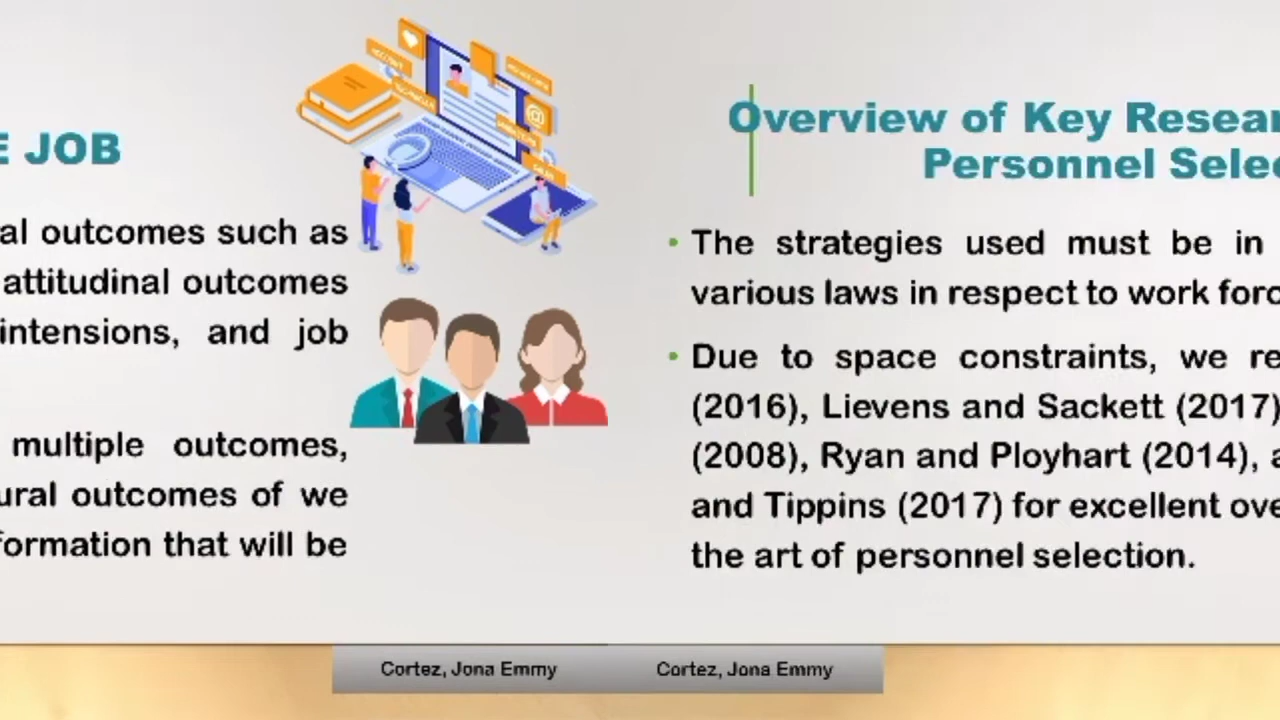 E JOB
al outcomes such as
attitudinal outcomes
intensions, and job
multiple outcomes,
ural outcomes of we
formation that will be
Overview of Key Resear
Personnel Selec
• The strategies used must be in
various laws in respect to work forc
• Due to space constraints, we re
(2016), Lievens and Sackett (2017)
(2008), Ryan and Ployhart (2014), a
and Tippins (2017) for excellent ove
the art of personnel selection.
Cortez, Jona Emmy
Cortez, Jona Emmy